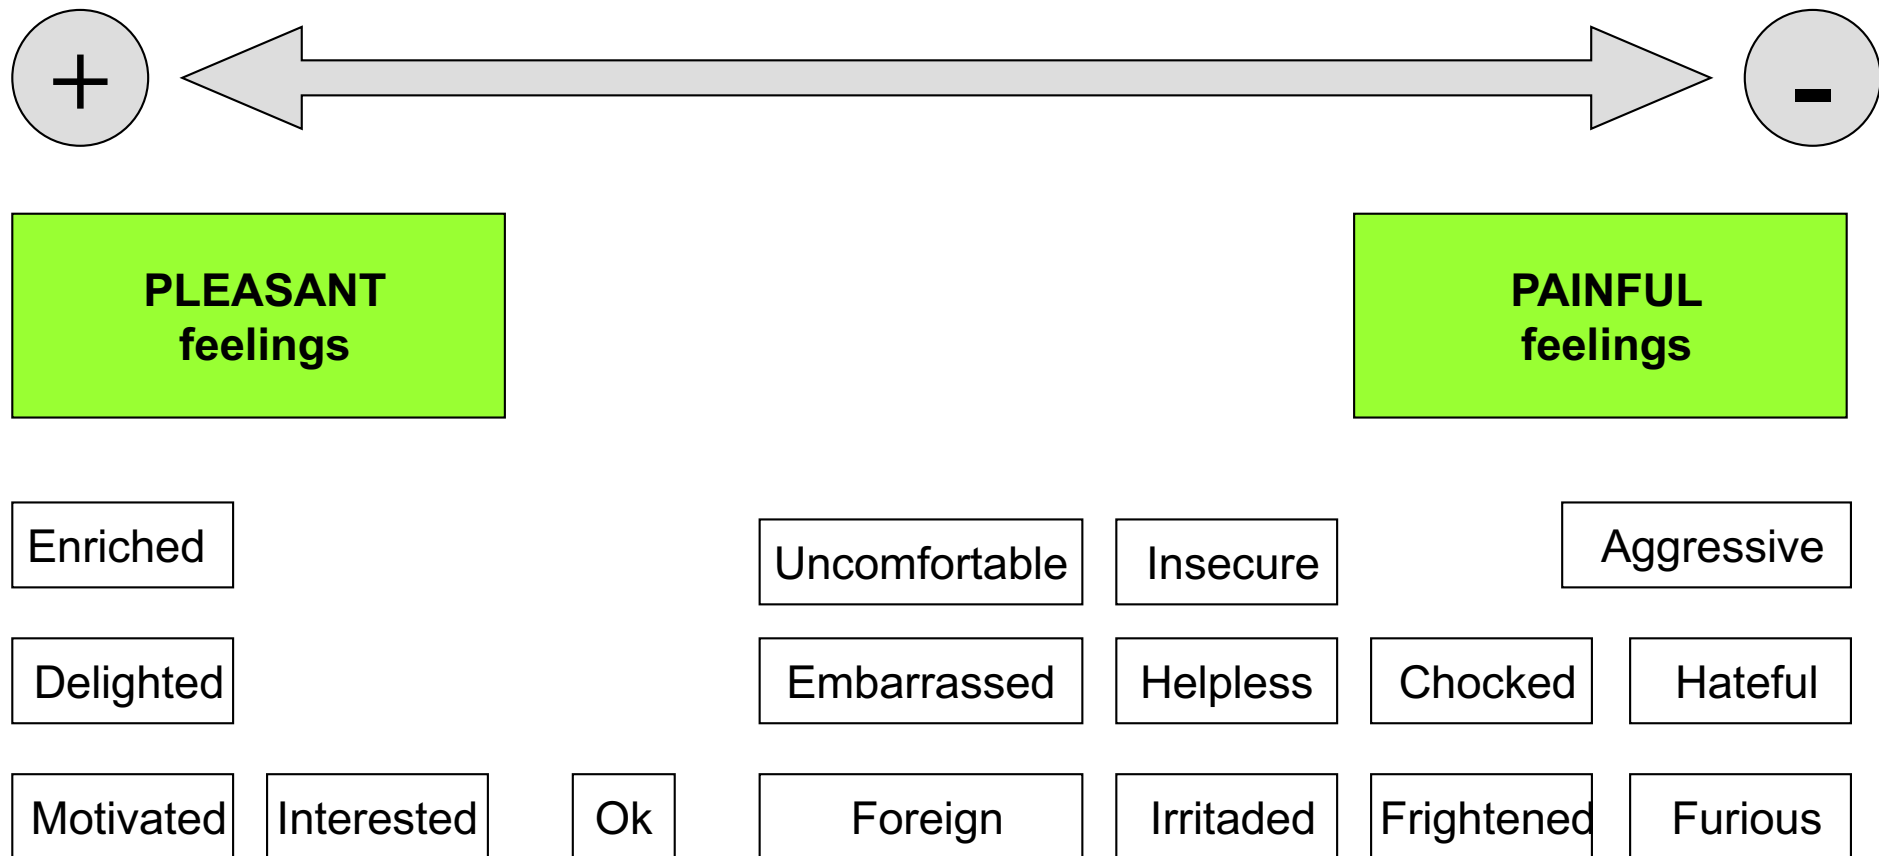 +
-
PLEASANT
feelings
PAINFUL
feelings
Enriched
Uncomfortable
Insecure
Aggressive
Delighted
Embarrassed
Helpless
Chocked
Hateful
Motivated
Interested
Ok
Foreign
Irritaded
Frightened
Furious